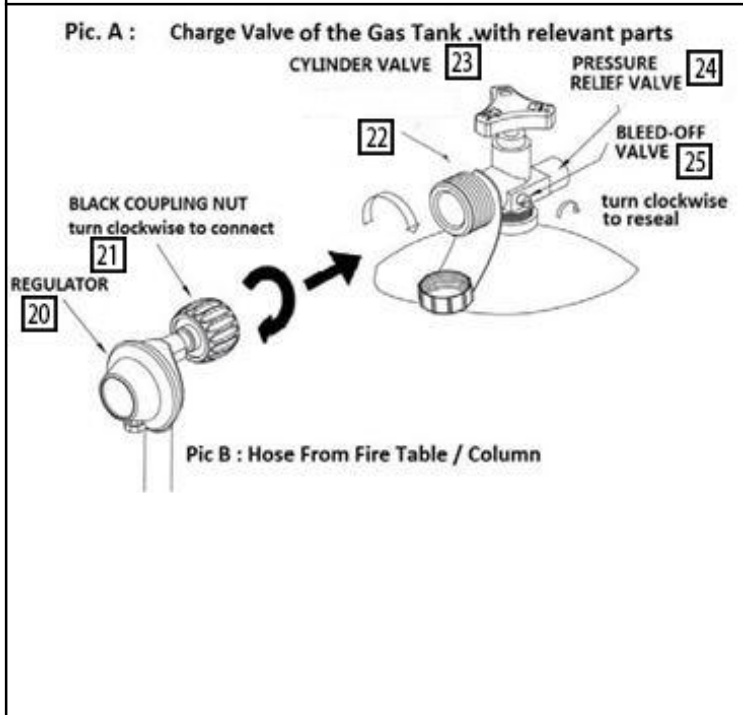 Pic. A : Charge Valve of the Gas Tank .with relevant parts
CYLINDER VALVE 23
PRESSURE
RELIEF VALVE 24
22
BLEED-OFF
VALVE 25
turn clockwise
to reseal
BLACK COUPLING NUT
turn clockwise to connect
21
REGULATOR
20
Pic B : Hose From Fire Table / Column